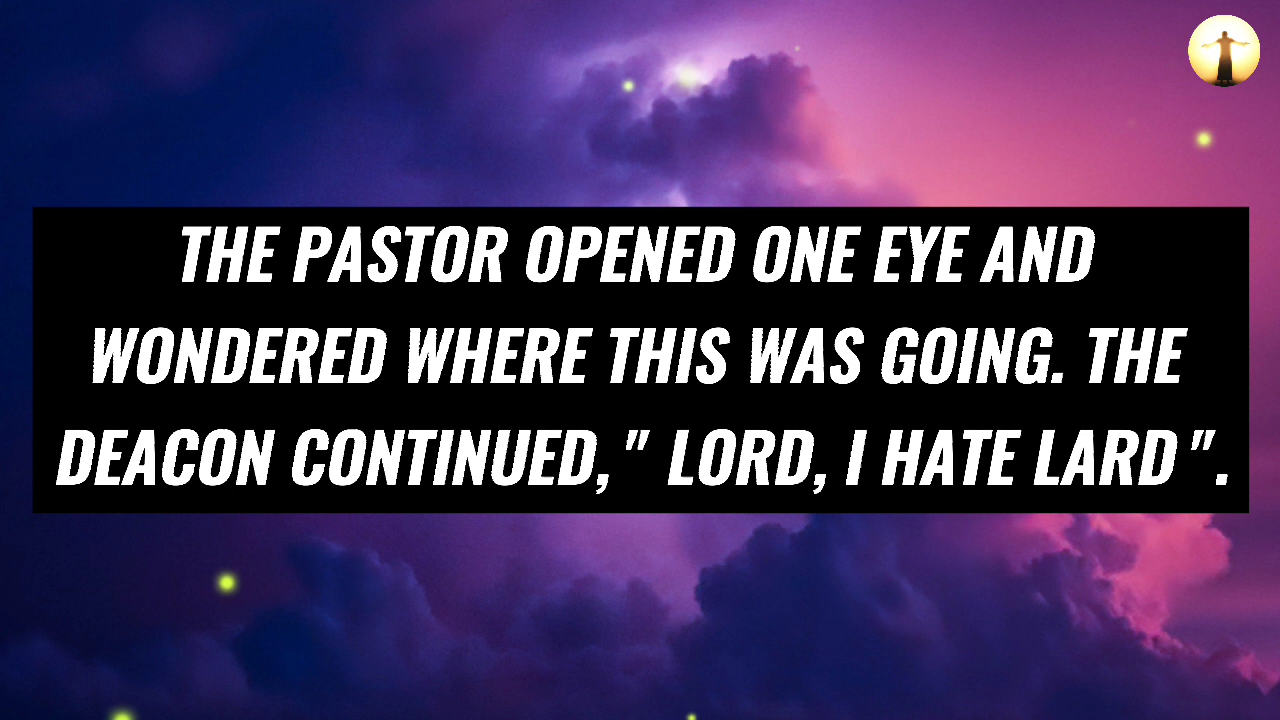 THE PASTOR OPENED ONE EYE AND
WONDERED WHERE THIS WAS GOING. THE
DEACON CONTINUED," LORD, I HATE LARD".